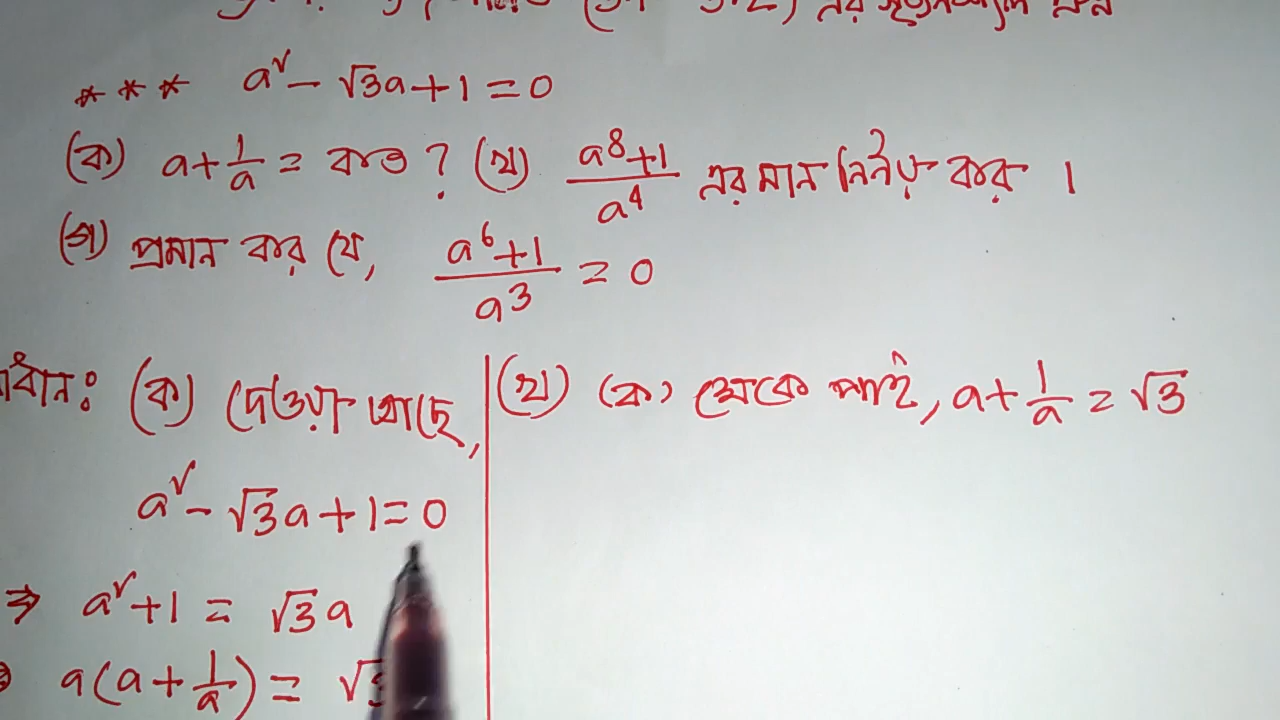 *** a² - √3a + 1 = 0
(ক) a + 1/a = কত ? (খ) (a⁸+1)/a⁴ এর মান নির্নয় কর ।
(গ) প্রমান কর যে, (a⁶+1)/a³ = 0
(ক) দেওয়া আছে,
a² - √3a + 1 = 0
⇒ a² + 1 = √3a
a(a + 1/a) =
(খ) (ক) থেকে পাই, a + 1/a = √3